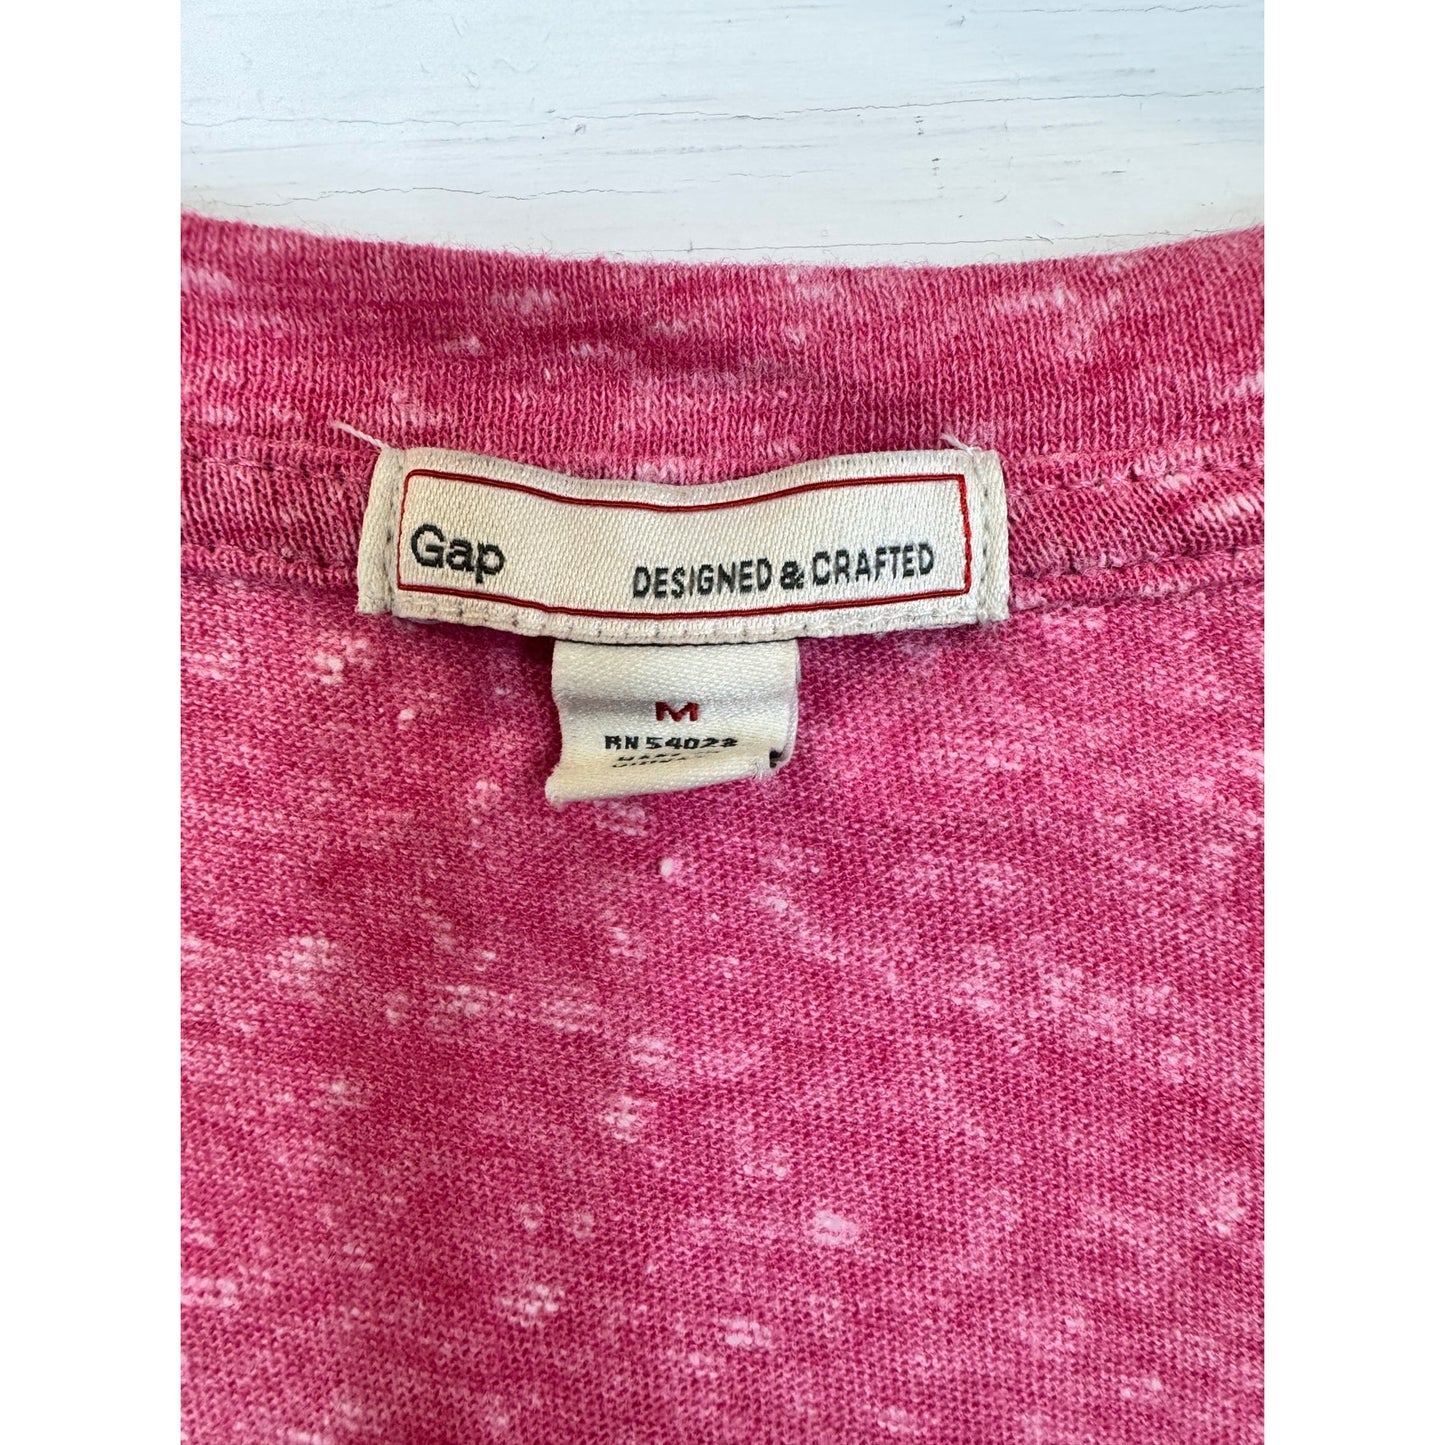 Gap
DESIGNED & CRAFTED
M
RN 54023